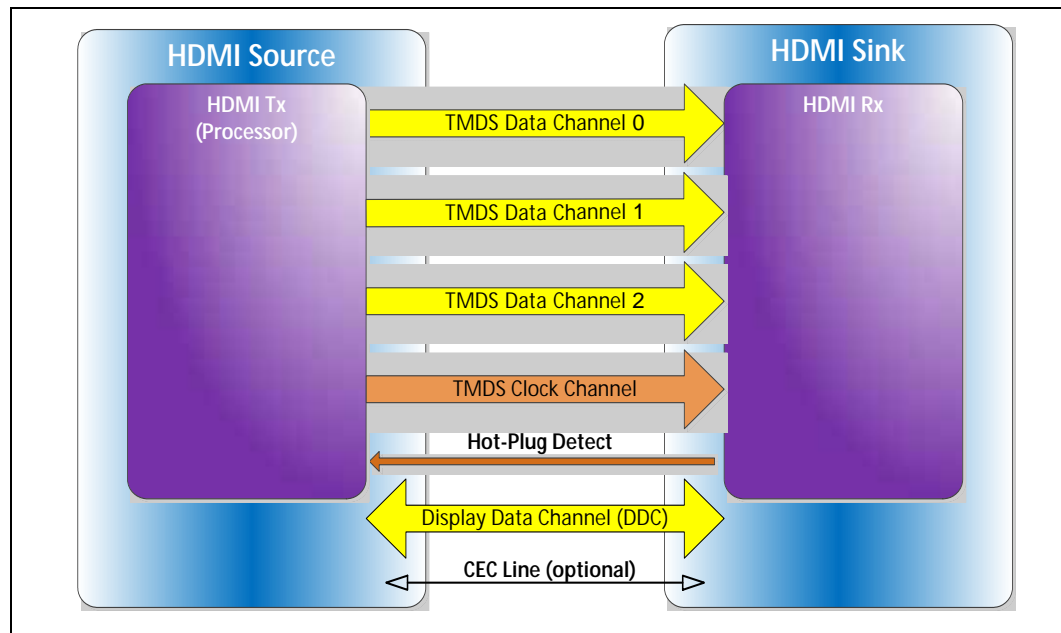 HDMI Source
HDMI Sink
HDMI Tx
(Processor)
HDMI Rx
TMDS Data Channel 0
TMDS Data Channel 1
TMDS Data Channel 2
TMDS Clock Channel
Hot-Plug Detect
Display Data Channel (DDC)
CEC Line (optional)